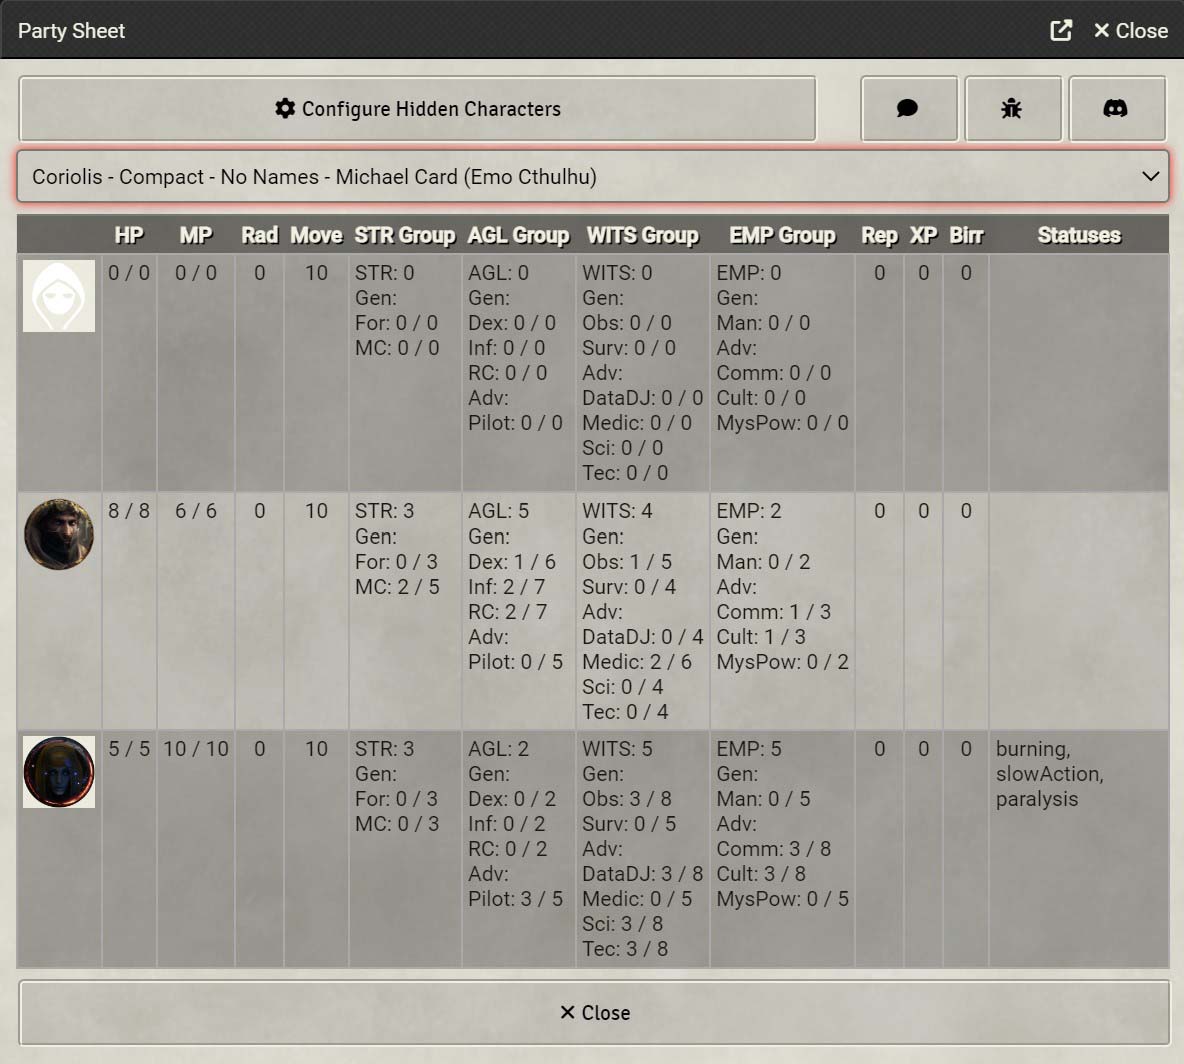 Party Sheet
Close
Configure Hidden Characters
Coriolis - Compact - No Names - Michael Card (Emo Cthulhu)
HP MP Rad Move STR Group AGL Group WITS Group EMP Group Rep XP Birr Statuses
0 / 0 0 / 0 0 10 STR: 0 AGL: 0 WITS: 0 EMP: 0 0 0 0
Gen: Gen: Gen: Gen:
For: 0 / 0 Dex: 0 / 0 Obs: 0 / 0 Man: 0 / 0
MC: 0 / 0 Inf: 0 / 0 Surv: 0 / 0 Adv:
RC: 0 / 0 Adv: Comm: 0 / 0
Adv: DataDJ: 0 / 0 Cult: 0 / 0
Pilot: 0 / 0 Medic: 0 / 0 MysPow: 0 / 0
Sci: 0 / 0
Tec: 0 / 0
8 / 8 6 / 6 0 10 STR: 3 AGL: 5 WITS: 4 EMP: 2 0 0 0
Gen: Gen: Gen: Gen:
For: 0 / 3 Dex: 1 / 6 Obs: 1 / 5 Man: 0 / 2
MC: 2 / 5 Inf: 2 / 7 Surv: 0 / 4 Adv:
RC: 2 / 7 Adv: Comm: 1 / 3
Adv: DataDJ: 0 / 4 Cult: 1 / 3
Pilot: 0 / 5 Medic: 2 / 6 MysPow: 0 / 2
Sci: 0 / 4
Tec: 0 / 4
5 / 5 10 / 10 0 10 STR: 3 AGL: 2 WITS: 5 EMP: 5 0 0 0 burning,
Gen: Gen: Gen: Gen: slowAction,
For: 0 / 3 Dex: 0 / 2 Obs: 3 / 8 Man: 0 / 5 paralysis
MC: 0 / 3 Inf: 0 / 2 Surv: 0 / 5 Adv:
RC: 0 / 2 Adv: Comm: 3 / 8
Adv: DataDJ: 3 / 8 Cult: 3 / 8
Pilot: 3 / 5 Medic: 0 / 5 MysPow: 0 / 5
Sci: 3 / 8
Tec: 3 / 8
Close